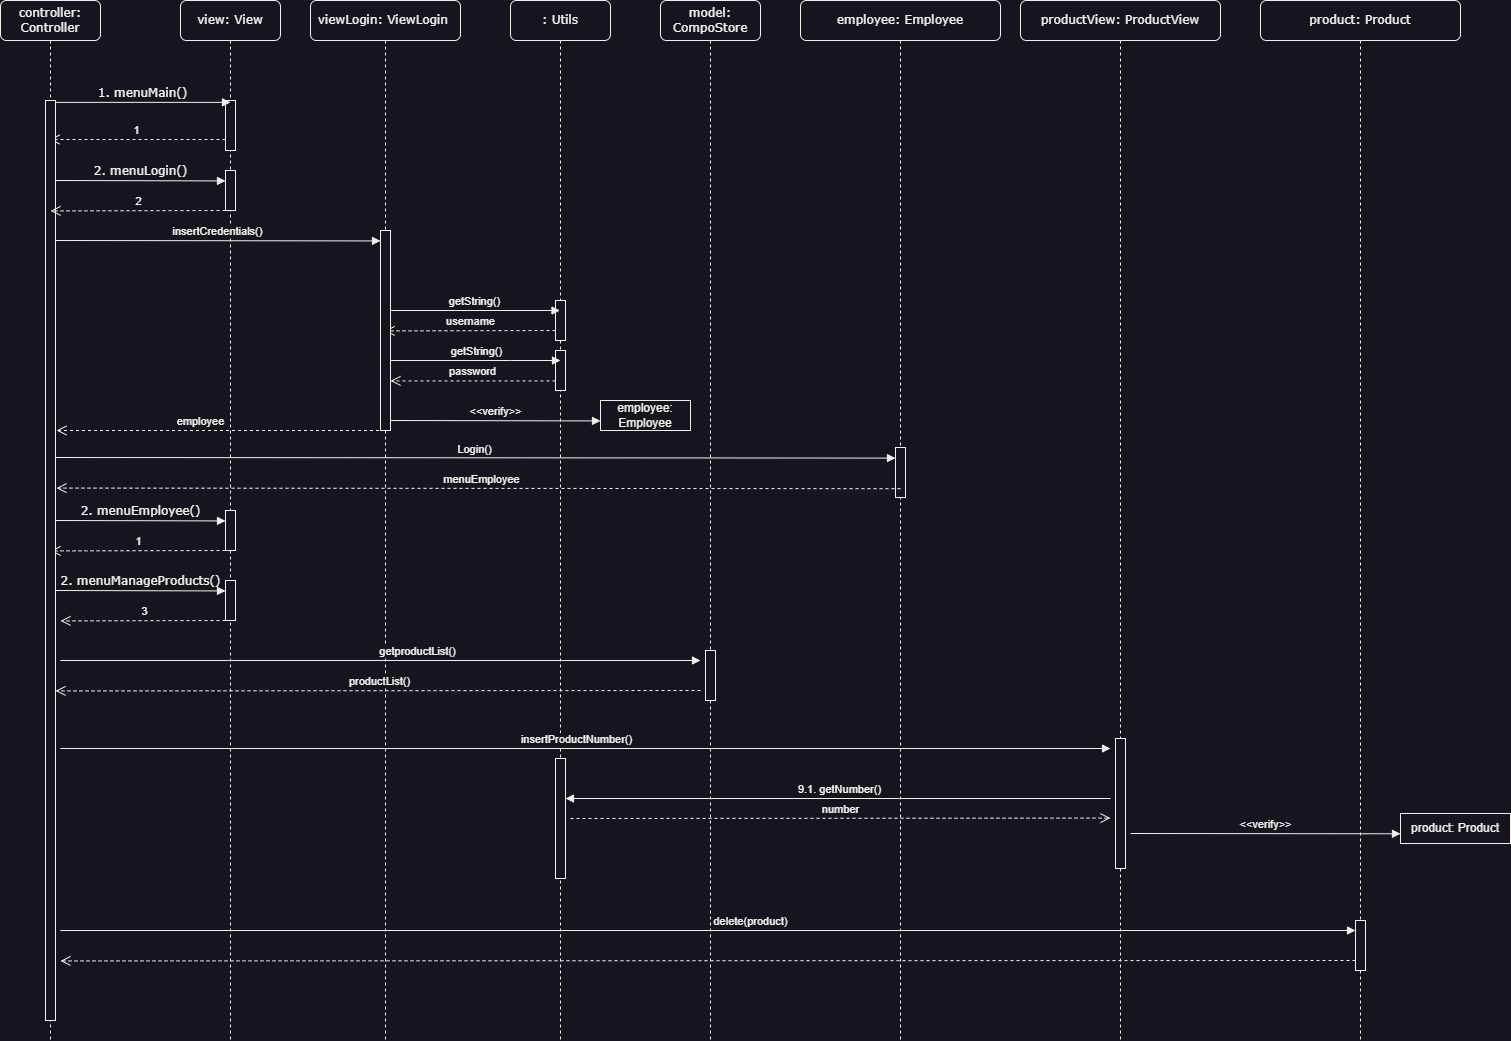 controller:
Controller
view: View
viewLogin: ViewLogin
: Utils
model:
CompoStore
employee: Employee
productView: ProductView
product: Product
1. menuMain()
1
2. menuLogin()
2
insertCredentials()
getString()
username
getString()
password
<<verify>>
employee:
Employee
employee
Login()
menuEmployee
2. menuEmployee()
1
2. menuManageProducts()
3
getproductList()
productList()
insertProductNumber()
9.1. getNumber()
number
<<verify>>
product: Product
delete(product)